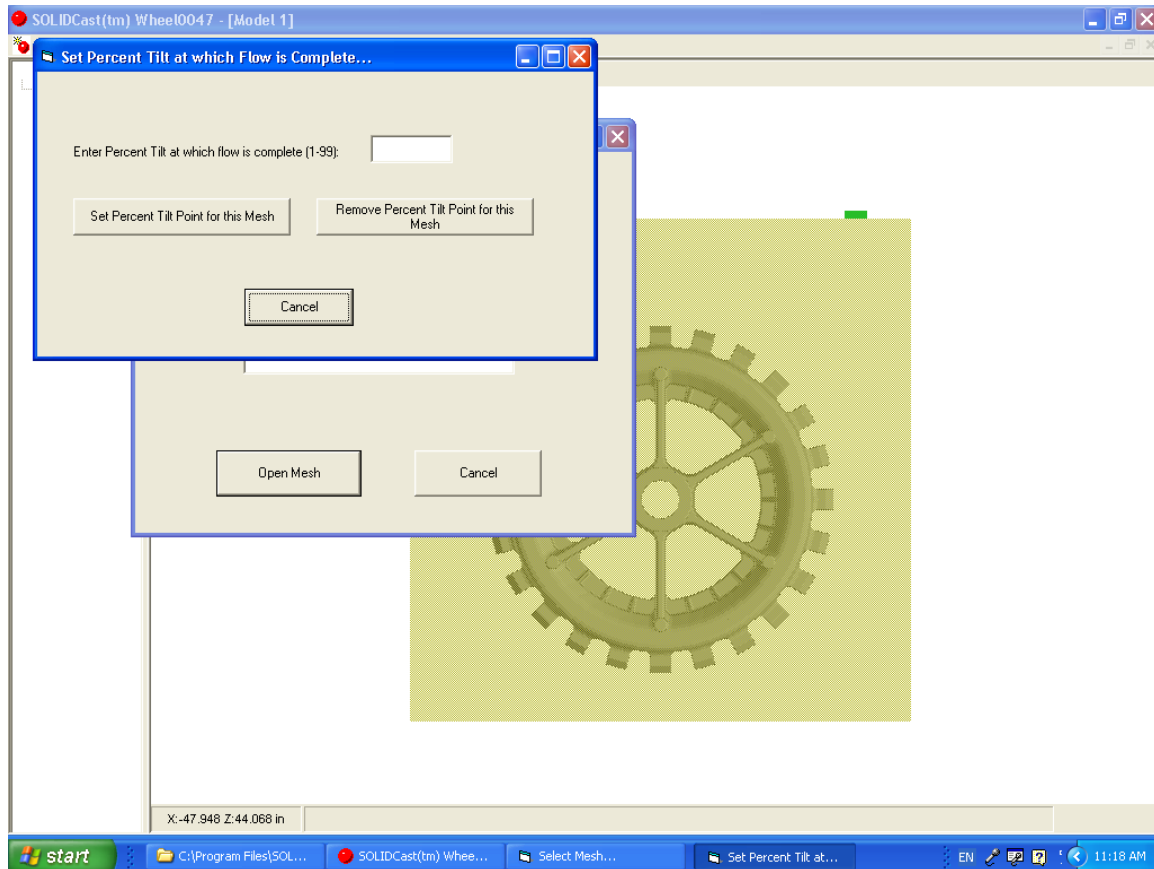 SOLIDCast(tm) Wheel0047 - [Model 1]
Set Percent Tilt at which Flow is Complete...
Enter Percent Tilt at which flow is complete (1-99):
Set Percent Tilt Point for this Mesh
Remove Percent Tilt Point for this
Mesh
Cancel
Open Mesh
Cancel
X:-47.948 Z:44.068 in
start
C:\Program Files\SOL...
SOLIDCast(tm) Whee...
Select Mesh...
Set Percent Tilt at...
EN
11:18 AM